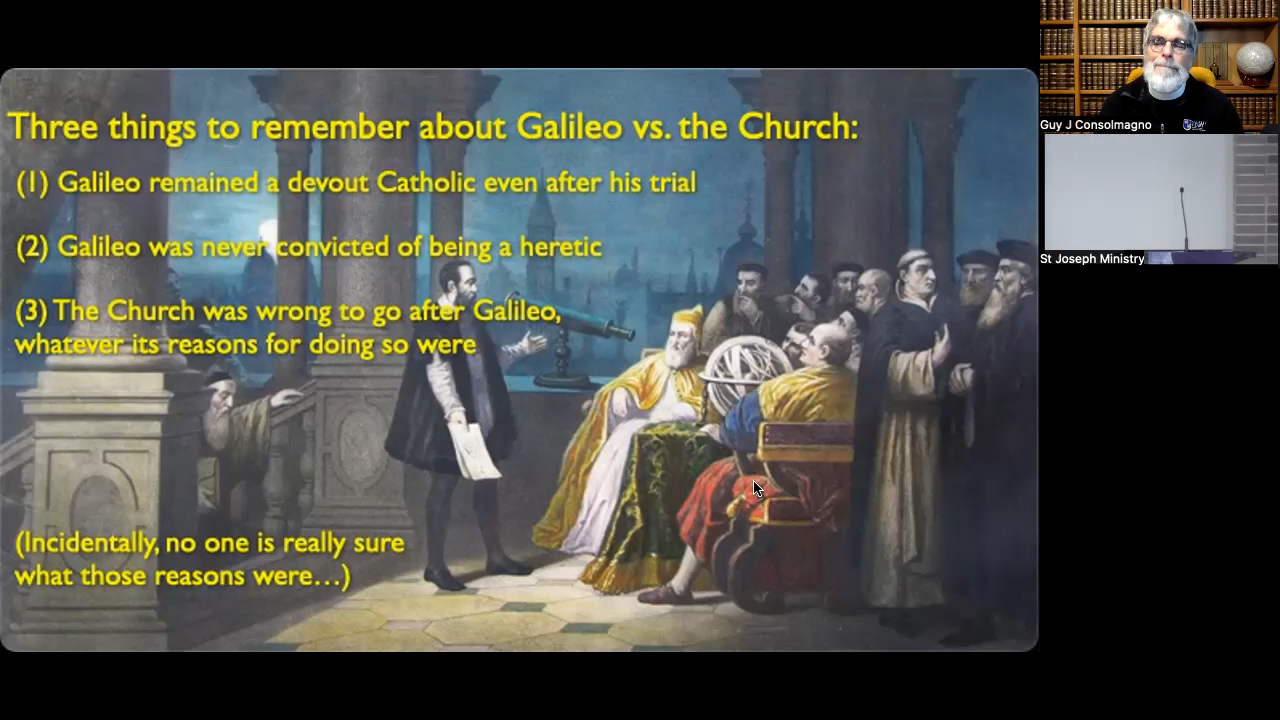 Three things to remember about Galileo vs. the Church:
(1) Galileo remained a devout Catholic even after his trial
(2) Galileo was never convicted of being a heretic
(3) The Church was wrong to go after Galileo,
whatever its reasons for doing so were
(Incidentally, no one is really sure
what those reasons were…)
Guy J Consolmagno
St Joseph Ministry